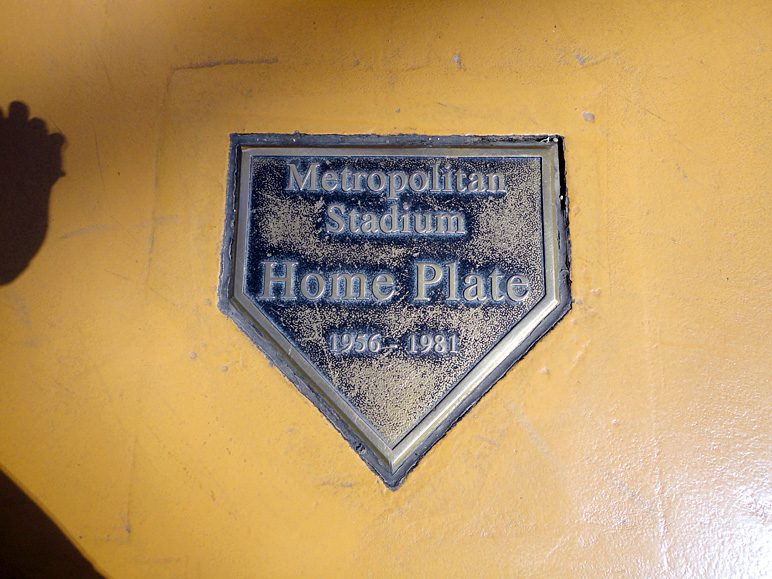 Metropolitan
Stadium
Home Plate
1956 - 1981